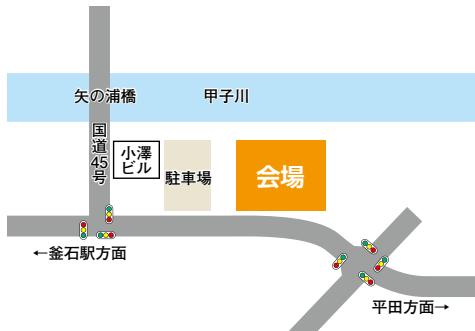 矢の浦橋
甲子川
国道45号
小澤
ビル
駐車場
会場
←釜石駅方面
平田方面→